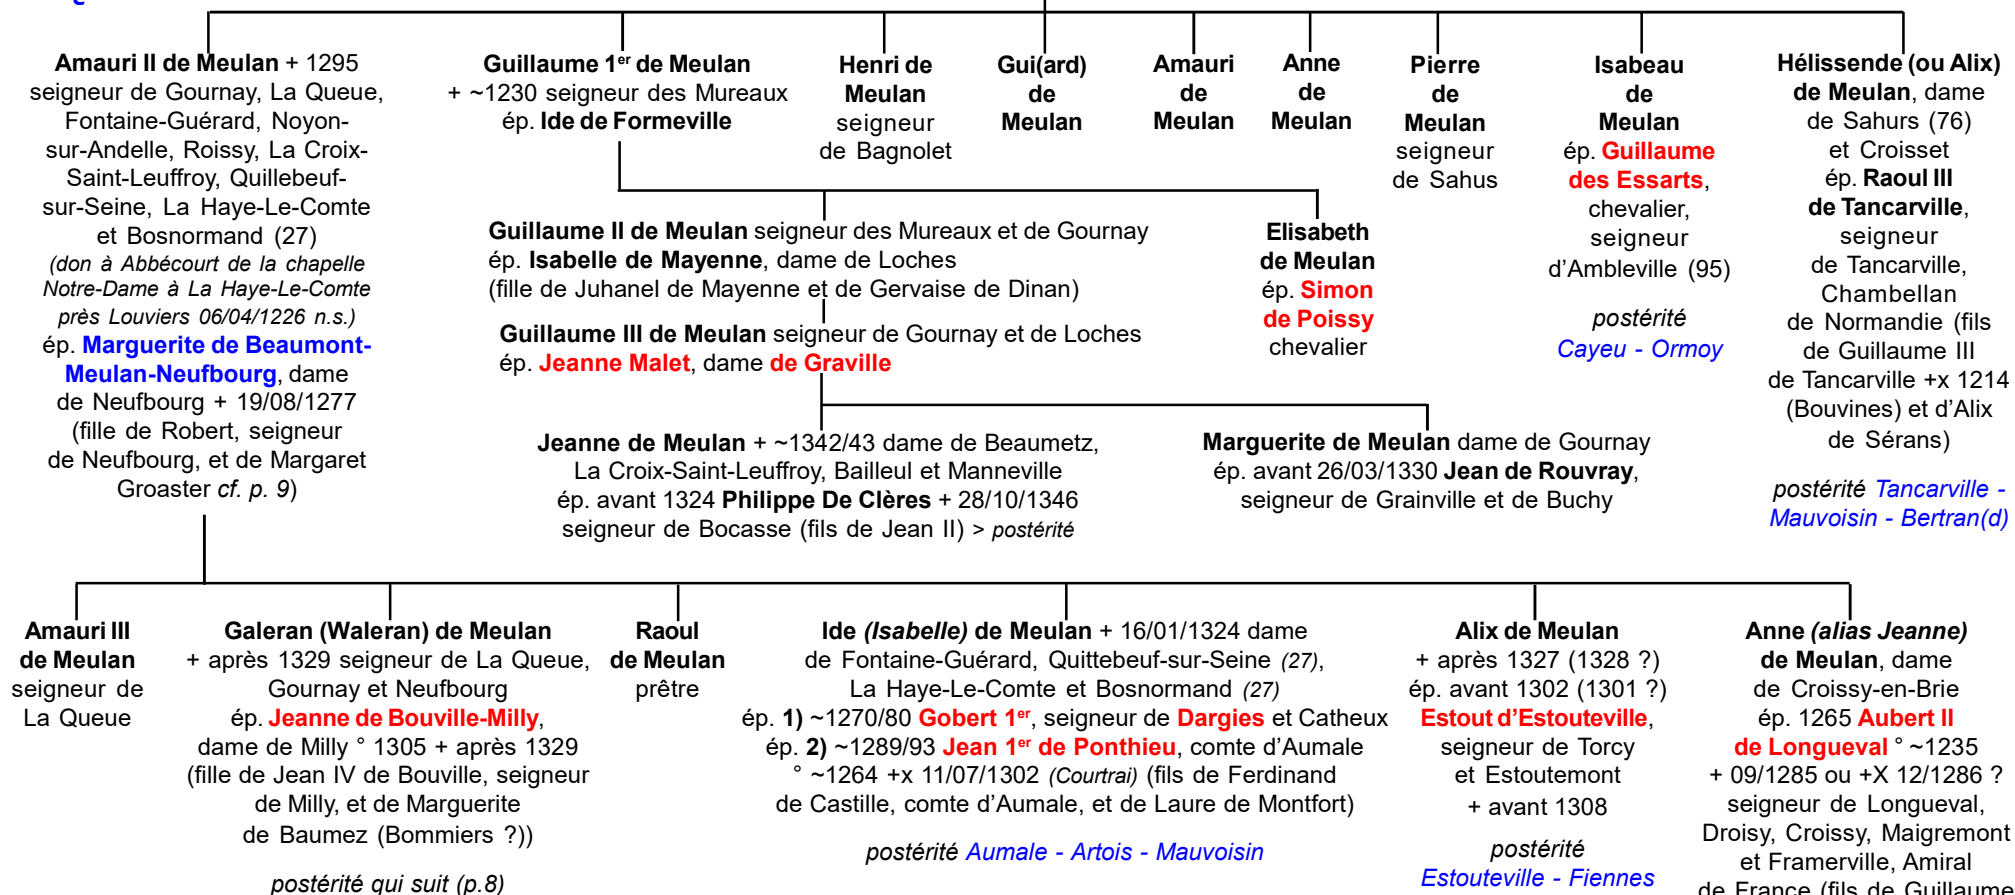 Amauri II de Meulan + 1295
seigneur de Gournay, La Queue,
Fontaine-Guérard, Noyon-
sur-Andelle, Roissy, La Croix-
Saint-Leuffroy, Quillebeuf-
sur-Seine, La Haye-Le-Comte
et Bosnormand (27)
(don à Abbécourt de la chapelle
Notre-Dame à La Haye-Le-Comte
près Louviers 06/04/1226 n.s.)
ép. Marguerite de Beaumont-
Meulan-Neufbourg, dame
de Neufbourg + 19/08/1277
(fille de Robert, seigneur
de Neufbourg, et de Margaret
Groaster cf. p. 9)
Guillaume 1er de Meulan
+ ~1230 seigneur des Mureaux
ép. Ide de Formeville
Henri de
Meulan
seigneur
de Bagnolet
Gui(ard)
de
Meulan
Amauri
de
Meulan
Anne
de
Meulan
Pierre
de
Meulan
seigneur
de Sahus
Isabeau
de
Meulan
ép. Guillaume
des Essarts,
chevalier,
seigneur
d'Ambleville (95)
postérité
Cayeu - Ormoy
Hélissende (ou Alix)
de Meulan, dame
de Sahurs (76)
et Croisset
ép. Raoul III
de Tancarville,
seigneur
de Tancarville,
Chambellan
de Normandie (fils
de Guillaume III
de Tancarville +x 1214
(Bouvines) et d'Alix
de Sérans)
postérité Tancarville -
Mauvoisin - Bertran(d)
Guillaume II de Meulan seigneur des Mureaux et de Gournay
ép. Isabelle de Mayenne, dame de Loches
(fille de Juhanel de Mayenne et de Gervaise de Dinan)
Elisabeth
de Meulan
ép. Simon
de Poissy
chevalier
Guillaume III de Meulan seigneur de Gournay et de Loches
ép. Jeanne Malet, dame de Graville
Jeanne de Meulan + ~1342/43 dame de Beaumetz,
La Croix-Saint-Leuffroy, Bailleul et Manneville
ép. avant 1324 Philippe De Clères + 28/10/1346
seigneur de Bocasse (fils de Jean II) > postérité
Marguerite de Meulan dame de Gournay
ép. avant 26/03/1330 Jean de Rouvray,
seigneur de Grainville et de Buchy
Amauri III
de Meulan
seigneur de
La Queue
Galeran (Waleran) de Meulan
+ après 1329 seigneur de La Queue,
Gournay et Neufbourg
ép. Jeanne de Bouville-Milly,
dame de Milly ° 1305 + après 1329
(fille de Jean IV de Bouville, seigneur
de Milly, et de Marguerite
de Baumez (Bommiers ?))
postérité qui suit (p.8)
Raoul
de Meulan
prêtre
Ide (Isabelle) de Meulan + 16/01/1324 dame
de Fontaine-Guérard, Quittebeuf-sur-Seine (27),
La Haye-Le-Comte et Bosnormand (27)
ép. 1) ~1270/80 Gobert 1er, seigneur de Dargies et Catheux
ép. 2) ~1289/93 Jean 1er de Ponthieu, comte d'Aumale
° ~1264 +x 11/07/1302 (Courtrai) (fils de Ferdinand
de Castille, comte d'Aumale, et de Laure de Montfort)
postérité Aumale - Artois - Mauvoisin
Alix de Meulan
+ après 1327 (1328 ?)
ép. avant 1302 (1301 ?)
Estout d'Estouteville,
seigneur de Torcy
et Estoutemont
+ avant 1308
postérité
Estouteville - Fiennes
Anne (alias Jeanne)
de Meulan, dame
de Croissy-en-Brie
ép. 1265 Aubert II
de Longueval ° ~1235
+ 09/1285 ou +X 12/1286 ?
seigneur de Longueval,
Droisy, Croissy, Maigremont
et Framerville, Amiral
de France (fils de Guillaume